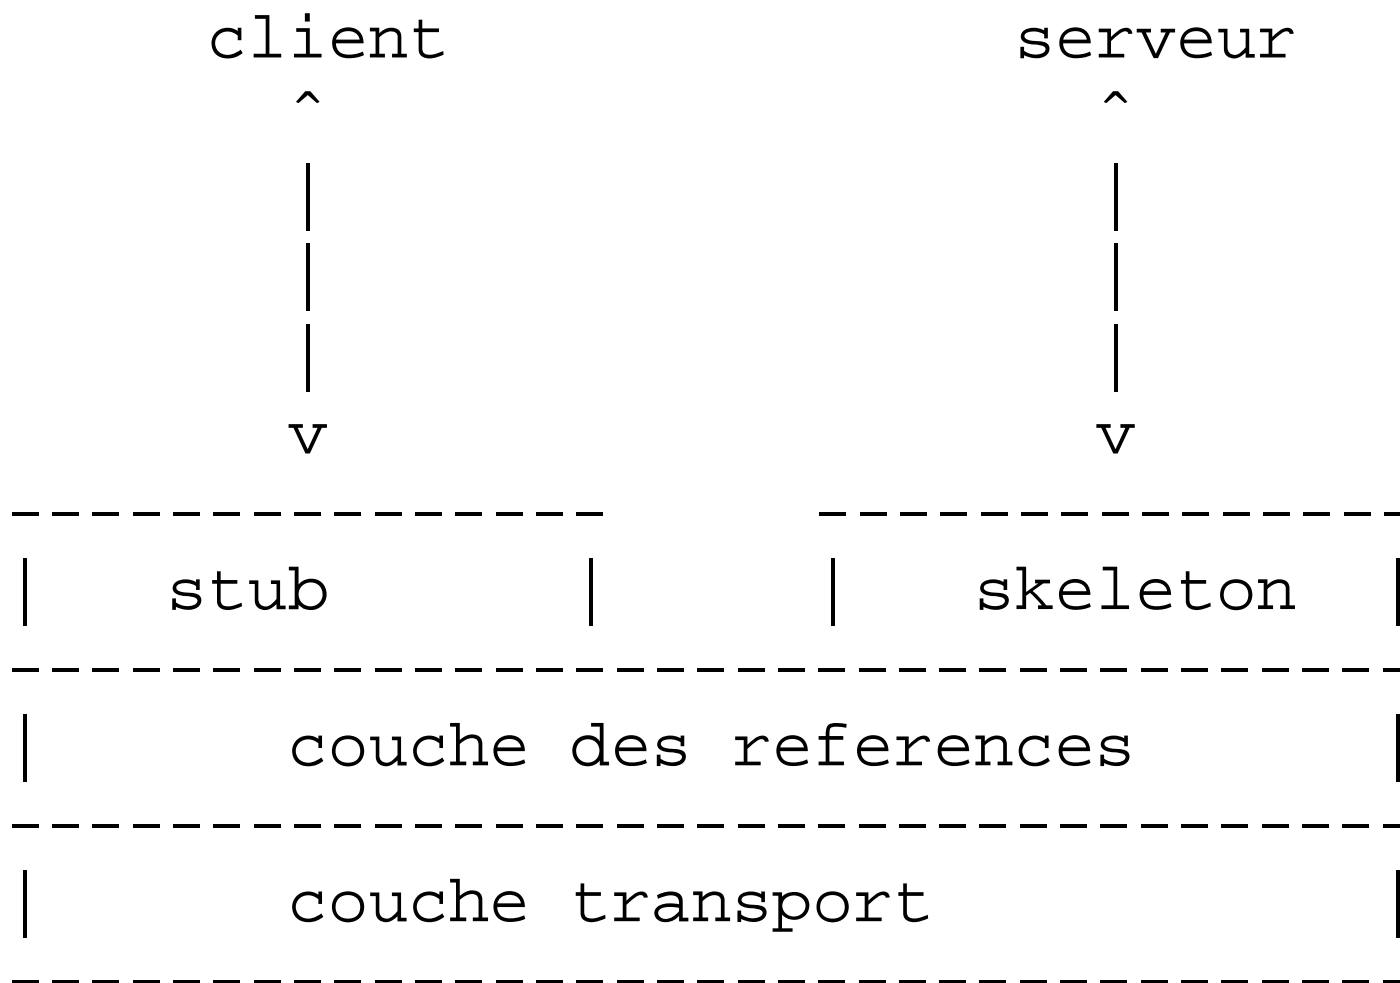 client serveur
^ ^
| |
| |
| |
v v
--------------- ---------------
| stub | | skeleton |
-----------------------------------
| couche des references |
-----------------------------------
| couche transport |
-----------------------------------